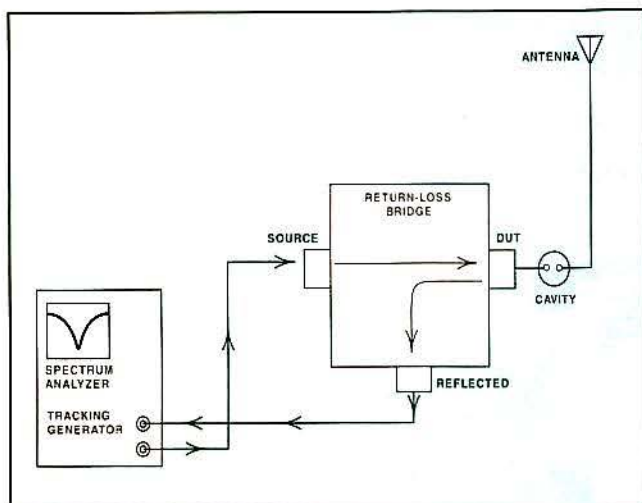 ANTENNA
RETURN-LOSS
BRIDGE
SOURCE
DUT
CAVITY
SPECTRUM
ANALYZER
REFLECTED
TRACKING
GENERATOR